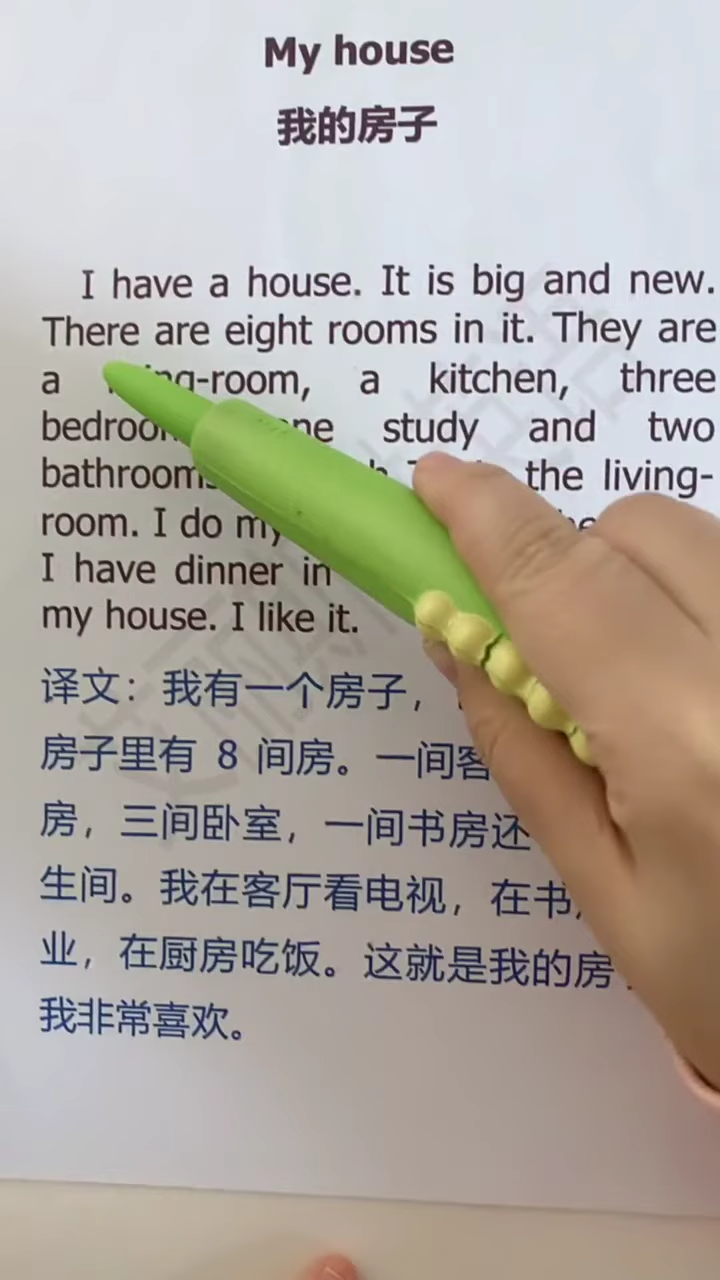 My house
我的房子
I have a house. It is big and new.
There are eight rooms in it. They are
a -room, a kitchen, three
study and two
the living-
room. I do my
I have dinner in
my house. I like it.
译文：我有一个房子，
房子里有 8 间房。一间客
房，三间卧室，一间书房还
生间。我在客厅看电视，在书
业，在厨房吃饭。这就是我的房
我非常喜欢。